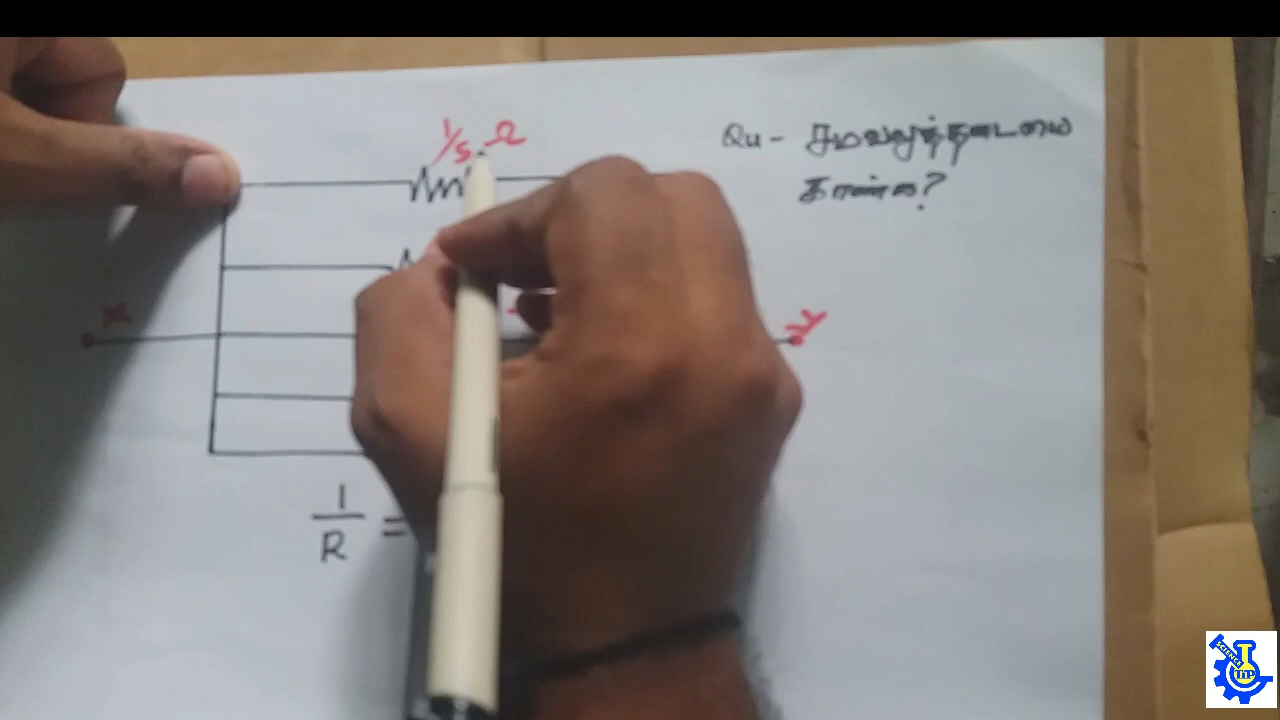 Qu - சமவலுத்தடையை
காண்க?
1/5 Ω
x
y
1
R =